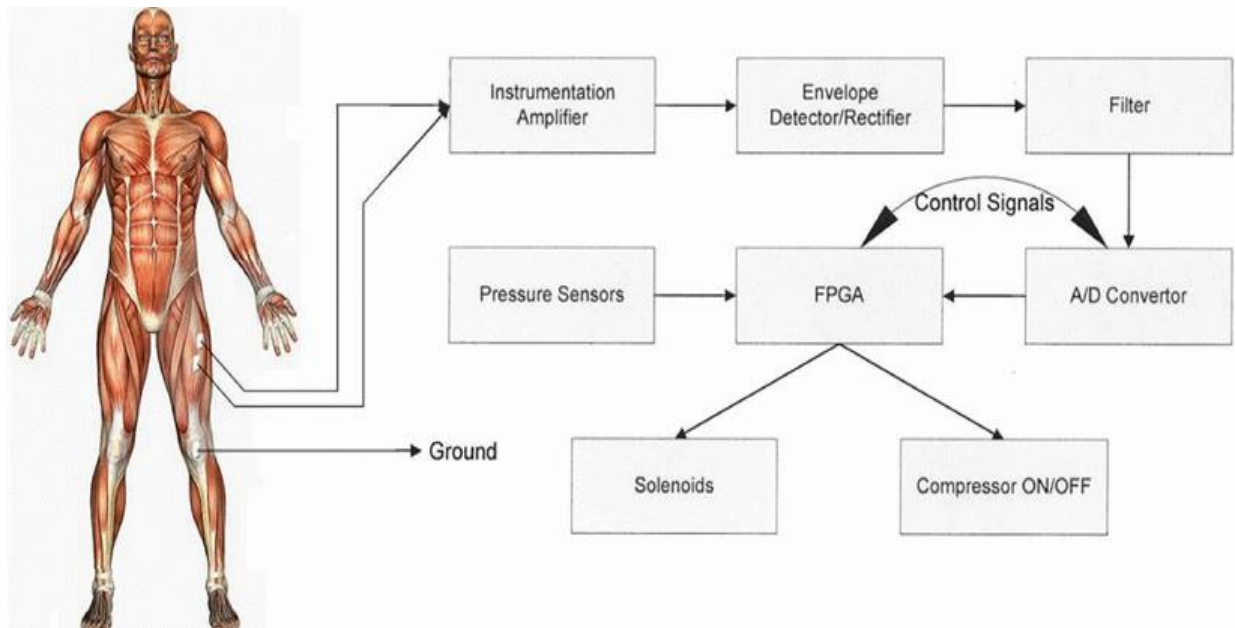 Instrumentation
Amplifier
Envelope
Detector/Rectifier
Filter
Control Signals
Pressure Sensors
FPGA
A/D Convertor
Ground
Solenoids
Compressor ON/OFF